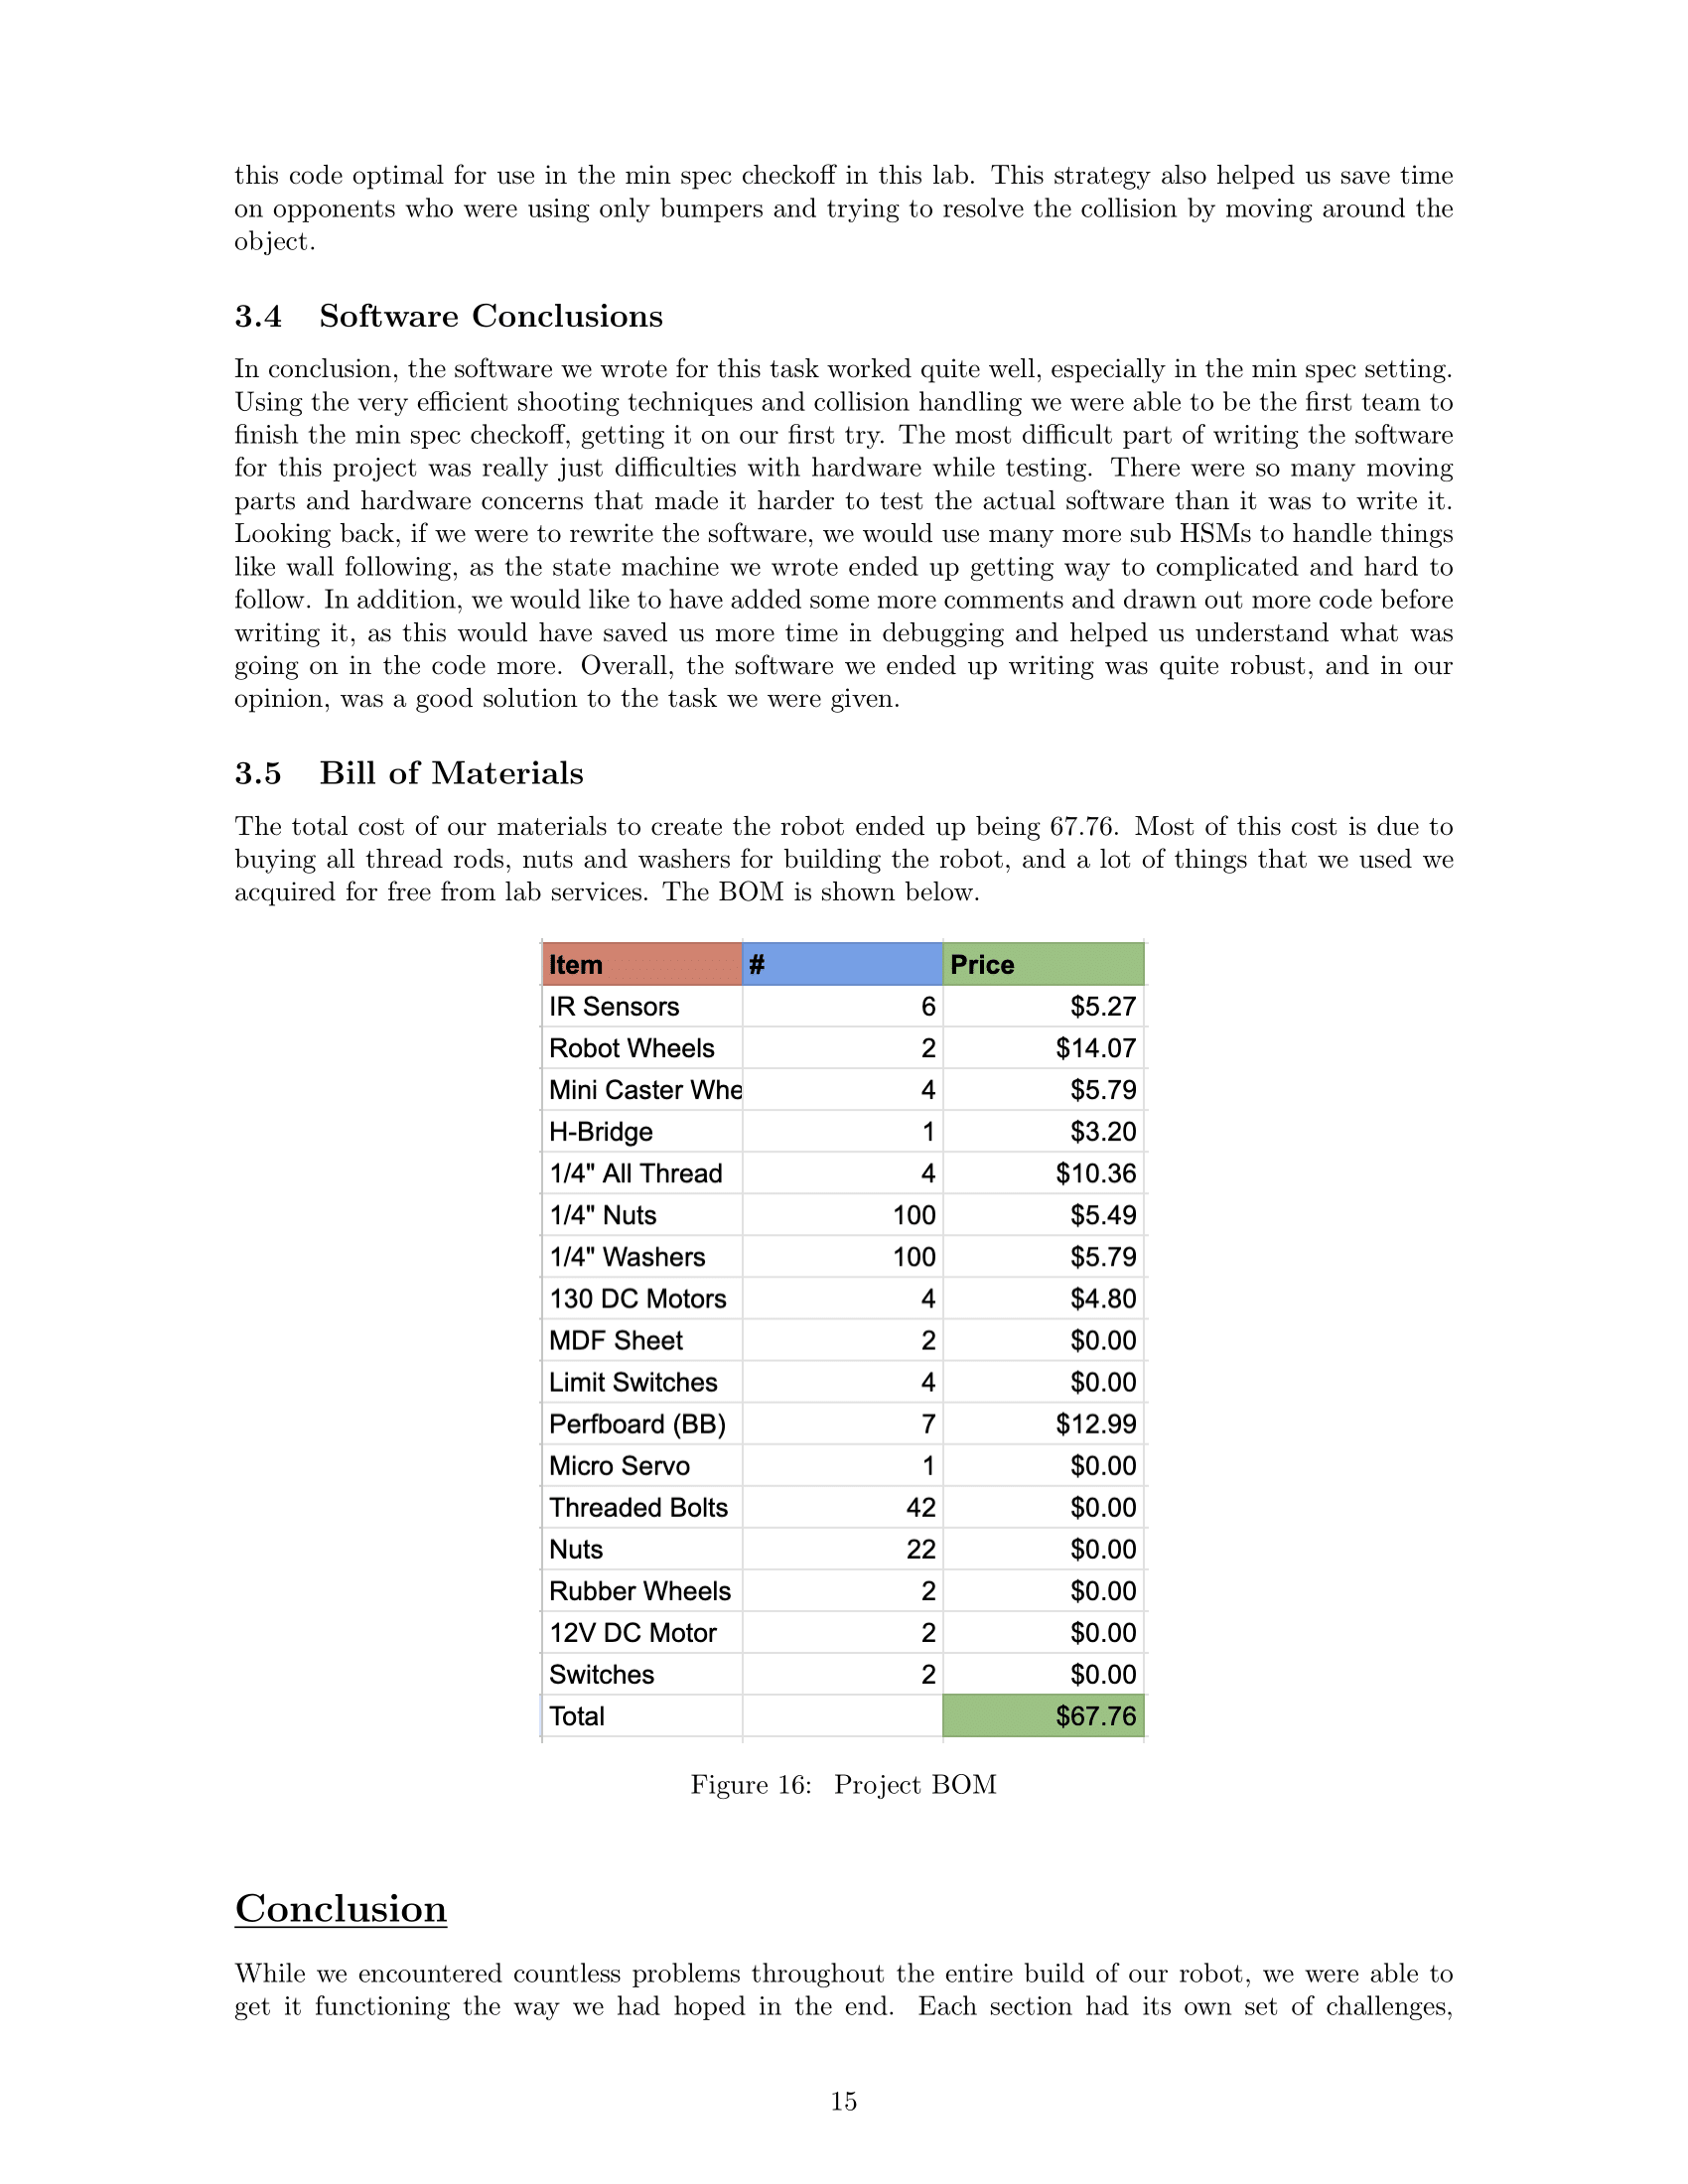 this code optimal for use in the min spec checkoff in this lab. This strategy also helped us save time
on opponents who were using only bumpers and trying to resolve the collision by moving around the
object.
3.4 Software Conclusions
In conclusion, the software we wrote for this task worked quite well, especially in the min spec setting.
Using the very efficient shooting techniques and collision handling we were able to be the first team to
finish the min spec checkoff, getting it on our first try. The most difficult part of writing the software
for this project was really just difficulties with hardware while testing. There were so many moving
parts and hardware concerns that made it harder to test the actual software than it was to write it.
Looking back, if we were to rewrite the software, we would use many more sub HSMs to handle things
like wall following, as the state machine we wrote ended up getting way to complicated and hard to
follow. In addition, we would like to have added some more comments and drawn out more code before
writing it, as this would have saved us more time in debugging and helped us understand what was
going on in the code more. Overall, the software we ended up writing was quite robust, and in our
opinion, was a good solution to the task we were given.
3.5 Bill of Materials
The total cost of our materials to create the robot ended up being 67.76. Most of this cost is due to
buying all thread rods, nuts and washers for building the robot, and a lot of things that we used we
acquired for free from lab services. The BOM is shown below.
Item # Price
IR Sensors 6 $5.27
Robot Wheels 2 $14.07
Mini Caster Whe 4 $5.79
H-Bridge 1 $3.20
1/4" All Thread 4 $10.36
1/4" Nuts 100 $5.49
1/4" Washers 100 $5.79
130 DC Motors 4 $4.80
MDF Sheet 2 $0.00
Limit Switches 4 $0.00
Perfboard (BB) 7 $12.99
Micro Servo 1 $0.00
Threaded Bolts 42 $0.00
Nuts 22 $0.00
Rubber Wheels 2 $0.00
12V DC Motor 2 $0.00
Switches 2 $0.00
Total $67.76
Figure 16: Project BOM
Conclusion
While we encountered countless problems throughout the entire build of our robot, we were able to
get it functioning the way we had hoped in the end. Each section had its own set of challenges,
15